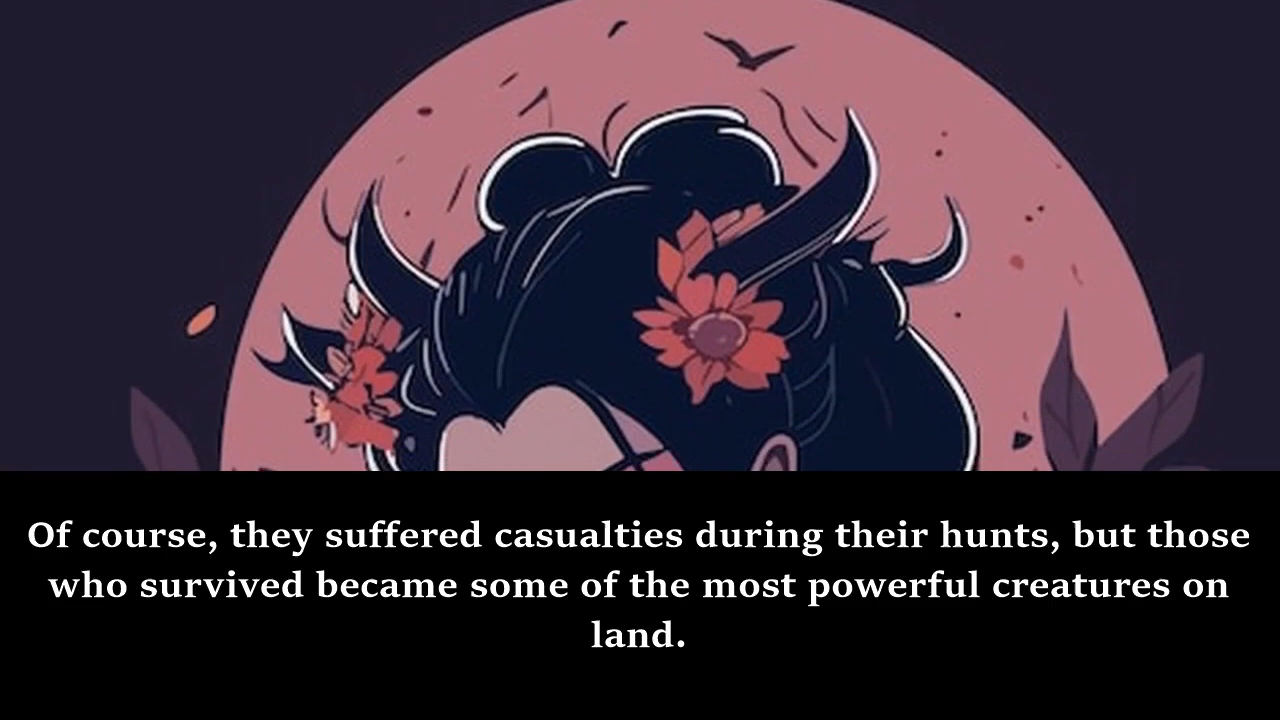 Of course, they suffered casualties during their hunts, but those
who survived became some of the most powerful creatures on
land.